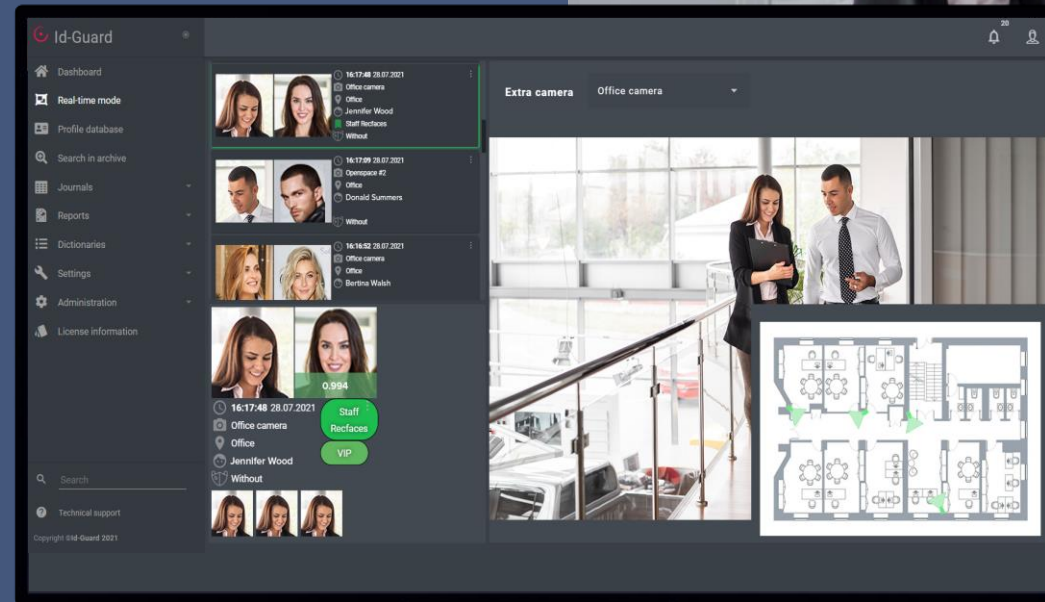 Id-Guard
20
Dashboard
Real-time mode
Profile database
Search in archive
Journals
Reports
Dictionaries
Settings
Administration
License information
Search
Technical support
Copyright ©Id-Guard 2021
16:17:48 28.07.2021
Office camera
Office
Jennifer Wood
Staff Recfaces
Without
16:17:09 28.07.2021
Openspace #2
Office
Donald Summers
Without
16:16:52 28.07.2021
Office camera
Office
Bertina Walsh
0.994
16:17:48 28.07.2021
Office camera
Office
Jennifer Wood
Without
Staff
Recfaces
VIP
Extra camera
Office camera